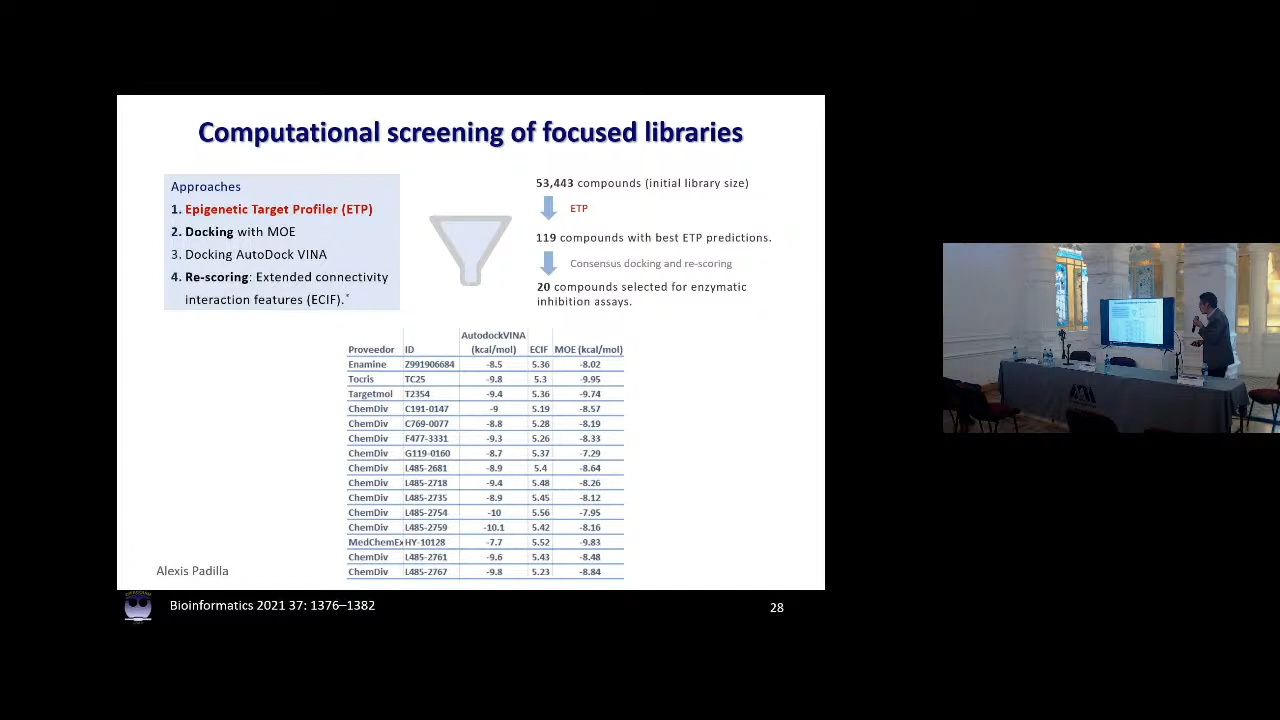 Computational screening of focused libraries
Approaches
1. Epigenetic Target Profiler (ETP)
2. Docking with MOE
3. Docking AutoDock VINA
4. Re-scoring: Extended connectivity
interaction features (ECIF).*
53,443 compounds (initial library size)
ETP
119 compounds with best ETP predictions.
Consensus docking and re-scoring
20 compounds selected for enzymatic
inhibition assays.
AutodockVINA
Proveedor ID (kcal/mol) ECIF MOE (kcal/mol)
Enamine Z991906684 -8.5 5.36 -8.02
Tocris TC25 -9.8 5.3 -9.95
Targetmol T2354 -9.4 5.36 -9.74
ChemDiv C191-0147 -9 5.19 -8.57
ChemDiv C769-0077 -8.8 5.28 -8.19
ChemDiv F477-3331 -9.3 5.26 -8.33
ChemDiv G119-0160 -8.7 5.37 -7.29
ChemDiv L485-2681 -8.9 5.4 -8.64
ChemDiv L485-2718 -9.4 5.48 -8.26
ChemDiv L485-2735 -8.9 5.45 -8.12
ChemDiv L485-2754 -10 5.56 -7.95
ChemDiv L485-2759 -10.1 5.42 -8.16
MedChemEx HY-10128 -7.7 5.52 -9.83
ChemDiv L485-2761 -9.6 5.43 -8.48
ChemDiv L485-2767 -9.8 5.23 -8.84
Alexis Padilla
Bioinformatics 2021 37: 1376–1382
28